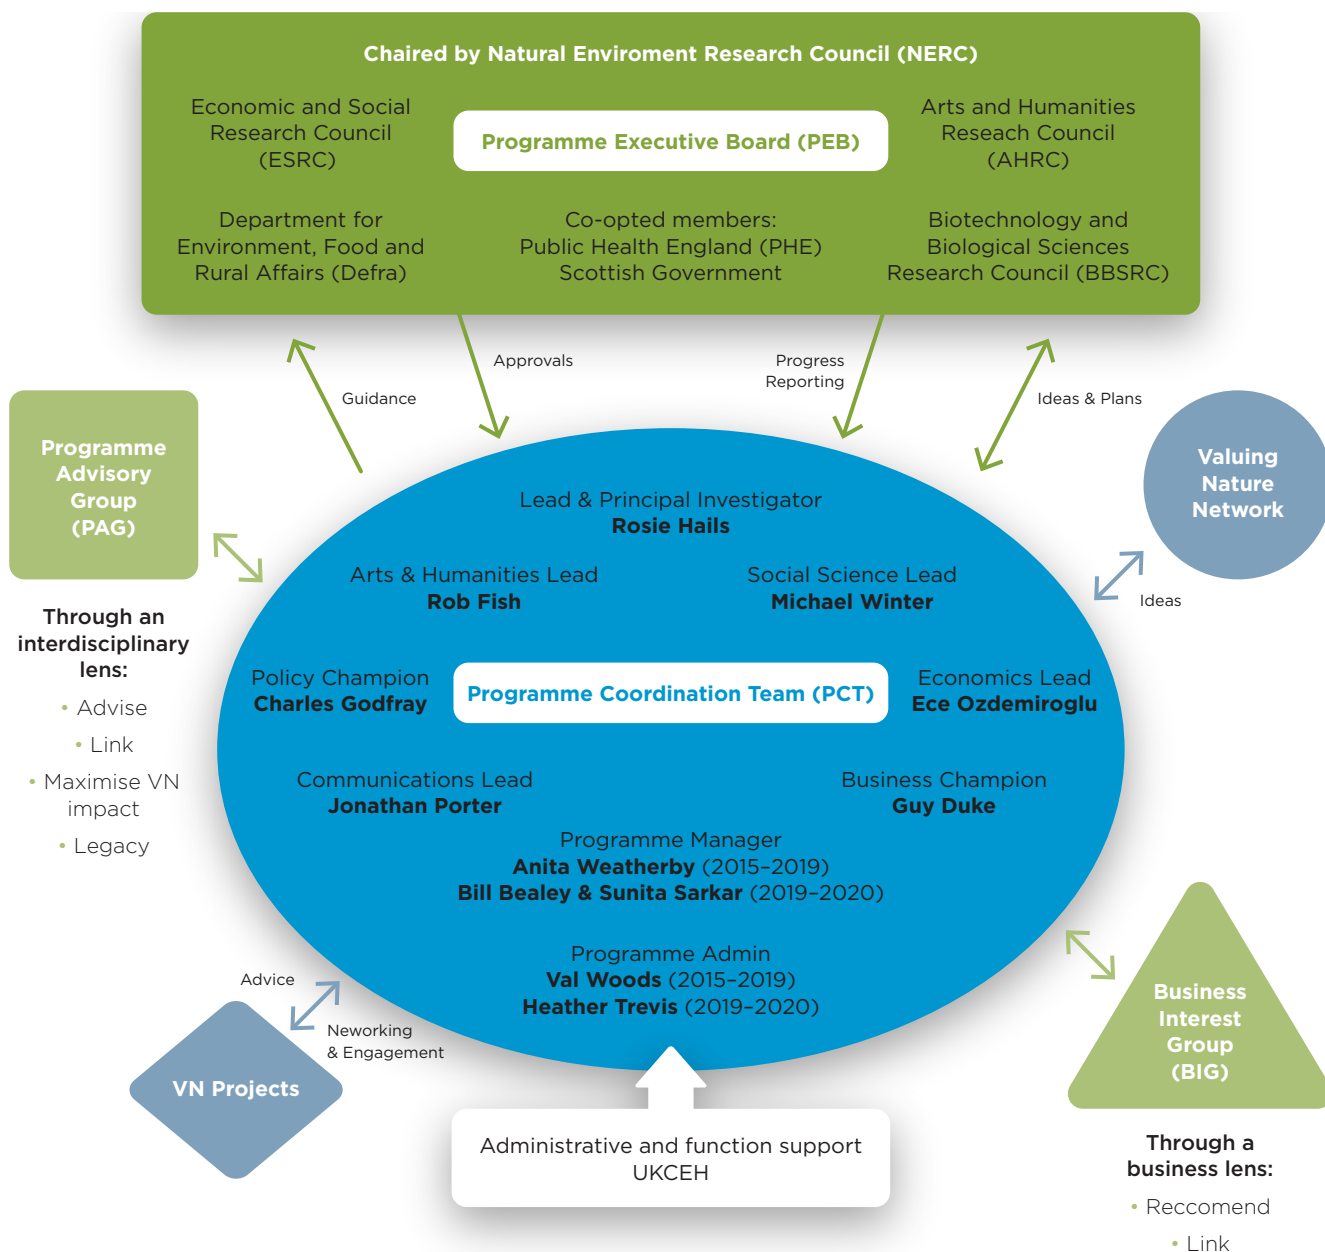 Chaired by Natural Enviroment Research Council (NERC)
Economic and Social
Research Council
(ESRC)
Programme Executive Board (PEB)
Arts and Humanities
Reseach Council
(AHRC)
Department for
Environment, Food and
Rural Affairs (Defra)
Co-opted members:
Public Health England (PHE)
Scottish Government
Biotechnology and
Biological Sciences
Research Council (BBSRC)
Guidance
Approvals
Progress
Reporting
Ideas & Plans
Programme
Advisory
Group
(PAG)
Valuing
Nature
Network
Ideas
Through an
interdisciplinary
lens:
• Advise
• Link
• Maximise VN
impact
• Legacy
Lead & Principal Investigator
Rosie Hails
Arts & Humanities Lead
Rob Fish
Social Science Lead
Michael Winter
Policy Champion
Charles Godfray
Programme Coordination Team (PCT)
Economics Lead
Ece Ozdemiroglu
Communications Lead
Jonathan Porter
Business Champion
Guy Duke
Programme Manager
Anita Weatherby (2015–2019)
Bill Bealey & Sunita Sarkar (2019–2020)
Programme Admin
Val Woods (2015–2019)
Heather Trevis (2019–2020)
Advice
Neworking
& Engagement
VN Projects
Business
Interest
Group
(BIG)
Administrative and function support
UKCEH
Through a
business lens:
• Reccomend
• Link